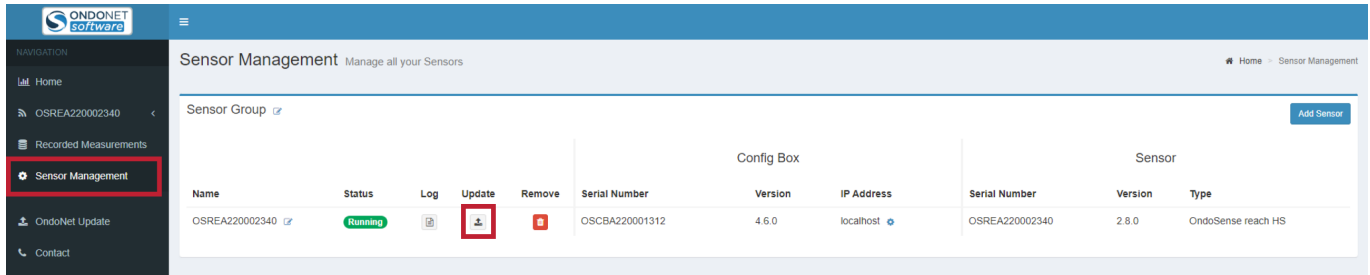 ONDONET
software
NAVIGATION
Home
OSREA220002340
Recorded Measurements
Sensor Management
OndoNet Update
Contact
Sensor Management Manage all your Sensors
Home > Sensor Management
Sensor Group
Add Sensor
Config Box Sensor
Name Status Log Update Remove Serial Number Version IP Address Serial Number Version Type
OSREA220002340 Running OSCBA220001312 4.6.0 localhost OSREA220002340 2.8.0 OndoSense reach HS